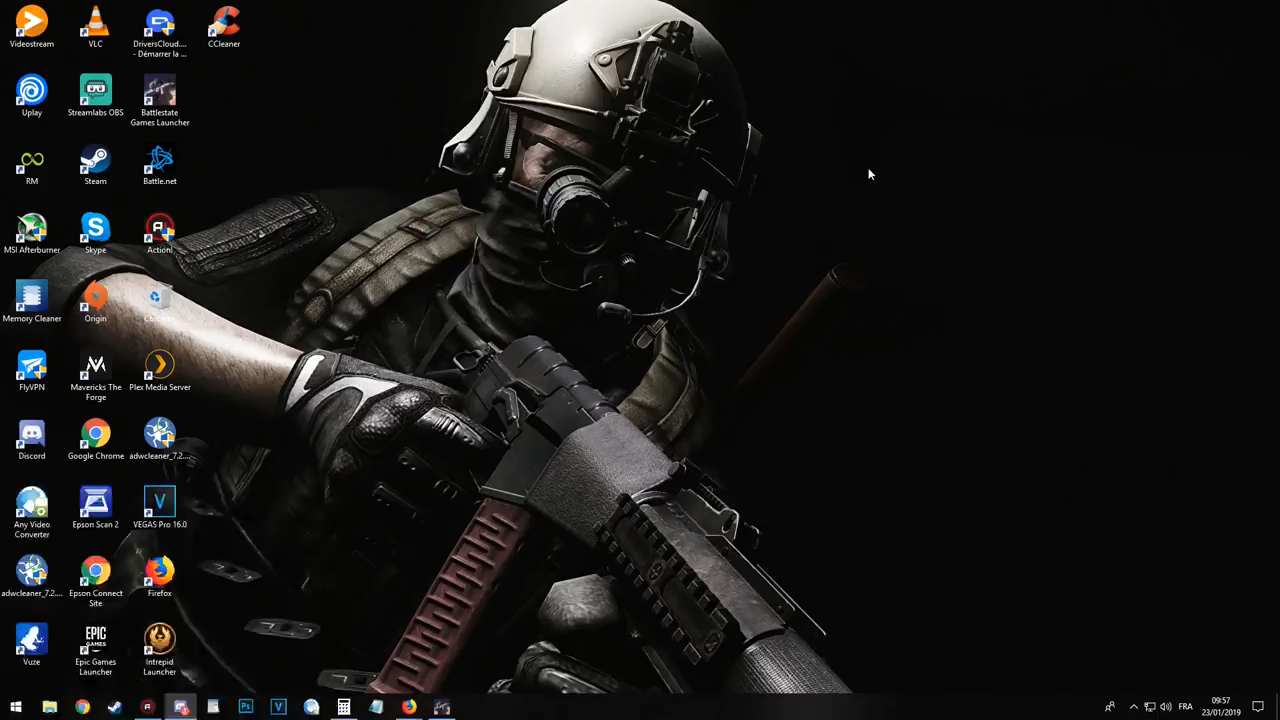 Videostream
VLC
DriversCloud....
- Démarrer la ...
CCleaner
Uplay
Streamlabs OBS
Battlestate
Games Launcher
RM
Steam
Battle.net
MSI Afterburner
Skype
Action!
Memory Cleaner
Origin
FlyVPN
Mavericks The
Forge
Plex Media Server
Discord
Google Chrome
adwcleaner_7.2....
Any Video
Converter
Epson Scan 2
VEGAS Pro 16.0
adwcleaner_7.2....
Epson Connect
Site
Firefox
Vuze
EPIC
GAMES
Epic Games
Launcher
Intrepid
Launcher
FRA
09:57
23/01/2019